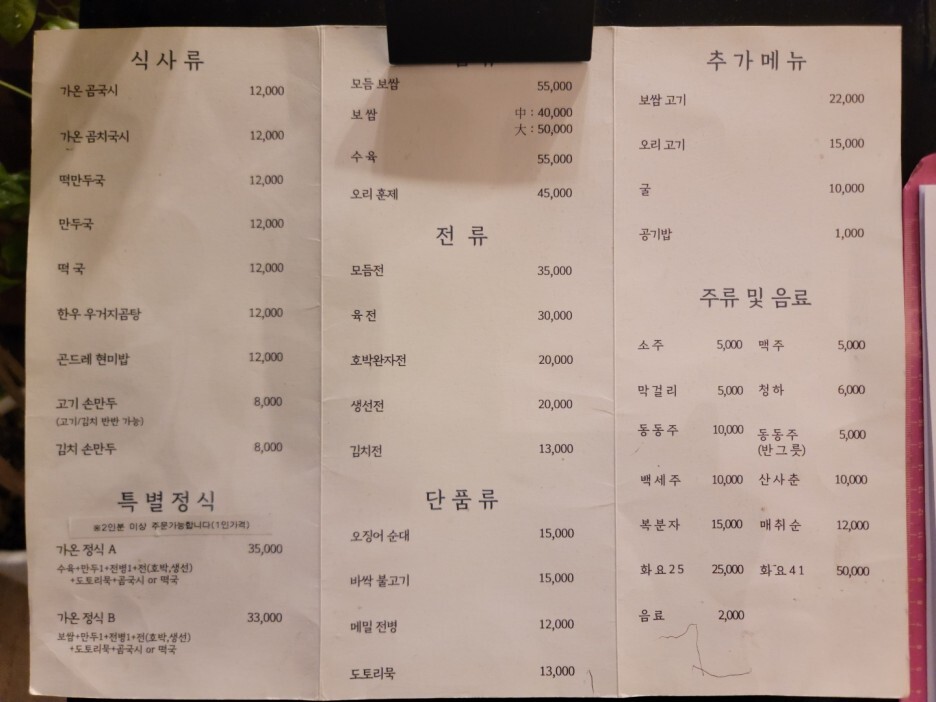 식사류
가온 곰국시 12,000
가온 곰치국시 12,000
떡만두국 12,000
만두국 12,000
떡 국 12,000
한우 우거지곰탕 12,000
곤드레 현미밥 12,000
고기 손만두 8,000
(고기/김치 반반 가능)
김치 손만두 8,000
특별정식
※2인분 이상 주문가능합니다(1인가격)
가온 정식 A 35,000
수육+만두1+전병1+전(호박,생선)
+도토리묵+곰국시 or 떡국
가온 정식 B 33,000
보쌈+만두1+전병1+전(호박,생선)
+도토리묵+곰국시 or 떡국
모듬 보쌈 55,000
보 쌈 中 : 40,000
大 : 50,000
수 육 55,000
오리 훈제 45,000
전 류
모듬전 35,000
육 전 30,000
호박완자전 20,000
생선전 20,000
김치전 13,000
단품류
오징어 순대 15,000
바싹 불고기 15,000
메밀 전병 12,000
도토리묵 13,000
추가메뉴
보쌈 고기 22,000
오리 고기 15,000
굴 10,000
공기밥 1,000
주류 및 음료
소주 5,000 맥주 5,000
막걸리 5,000 청하 6,000
동동주 10,000 동동주 5,000
(반그릇)
백세주 10,000 산사춘 10,000
복분자 15,000 매취순 12,000
화요25 25,000 화요41 50,000
음료 2,000